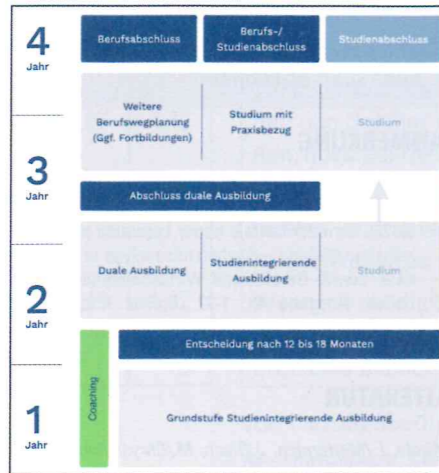 4
Jahr
Berufsabschluss
Berufs-/
Studienabschluss
Studienabschluss
Weitere
Berufswegplanung
(Ggf. Fortbildungen)
Studium mit
Praxisbezug
Studium
3
Jahr
Abschluss duale Ausbildung
Duale Ausbildung
Studienintegrierende
Ausbildung
Studium
2
Jahr
Entscheidung nach 12 bis 18 Monaten
Coaching
1
Jahr
Grundstufe Studienintegrierende Ausbildung